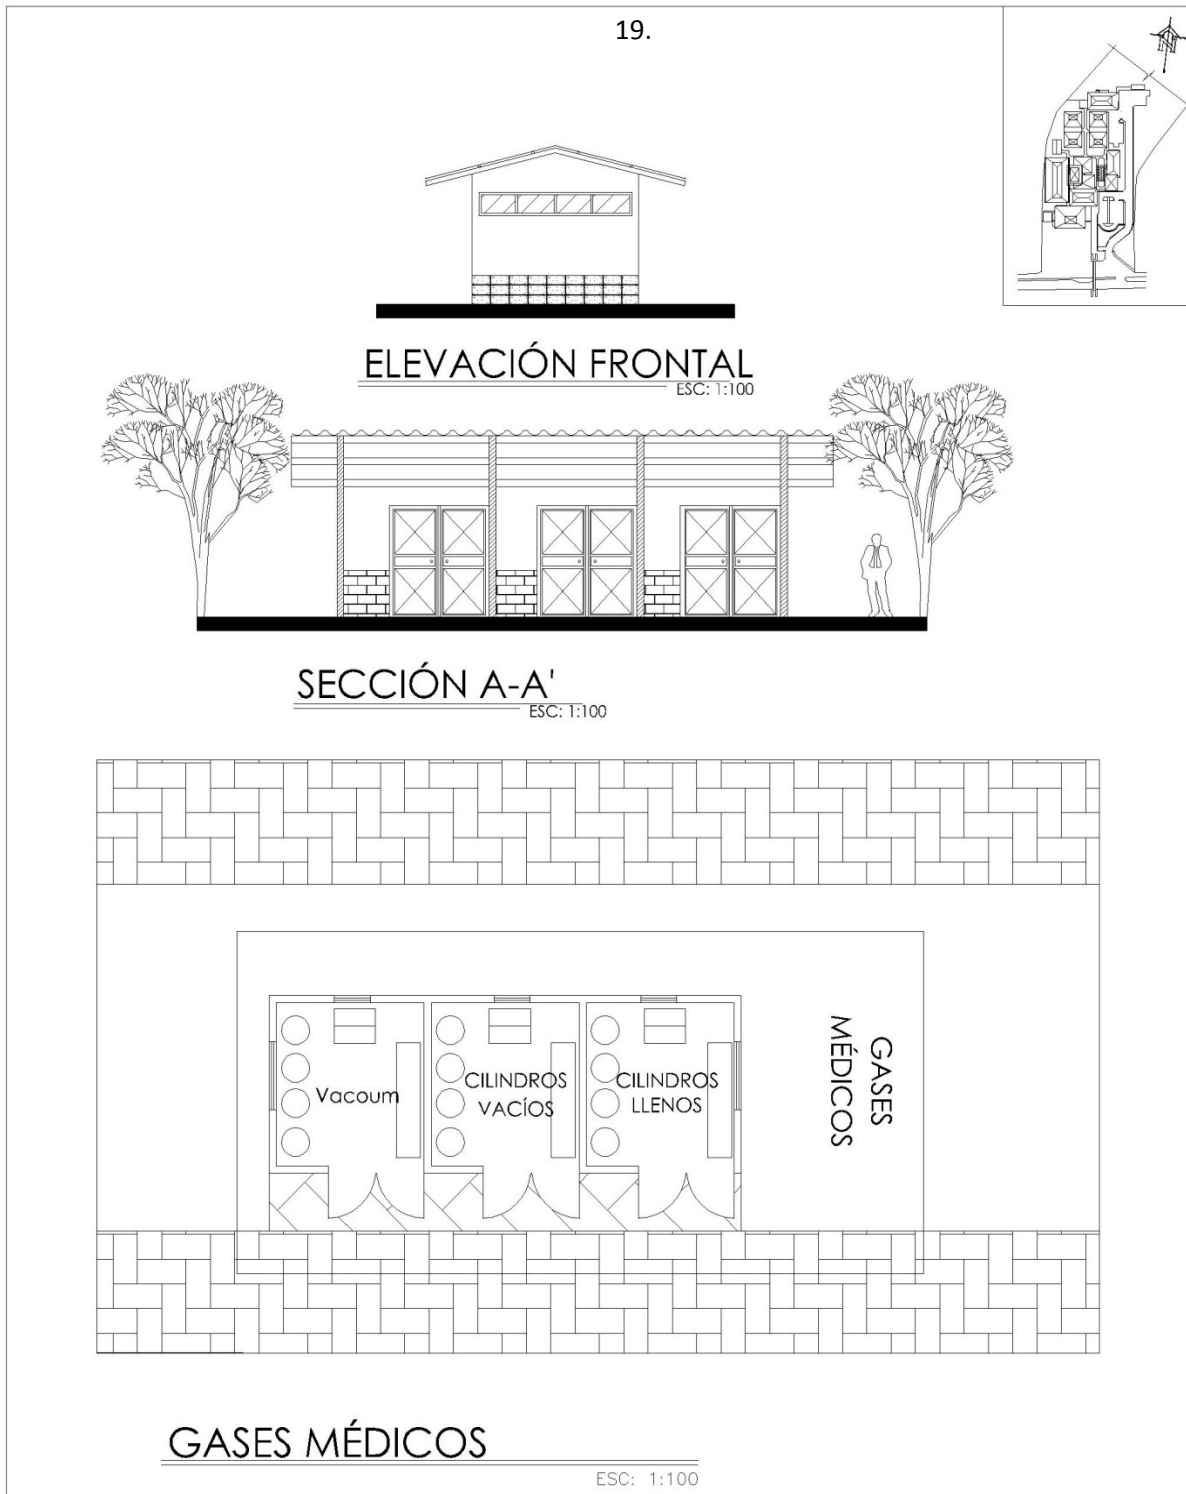 19.
N
ELEVACIÓN FRONTAL
ESC: 1:100
SECCIÓN A-A'
ESC: 1:100
Vacoum
CILINDROS
VACÍOS
CILINDROS
LLENOS
GASES
MÉDICOS
GASES MÉDICOS
ESC: 1:100